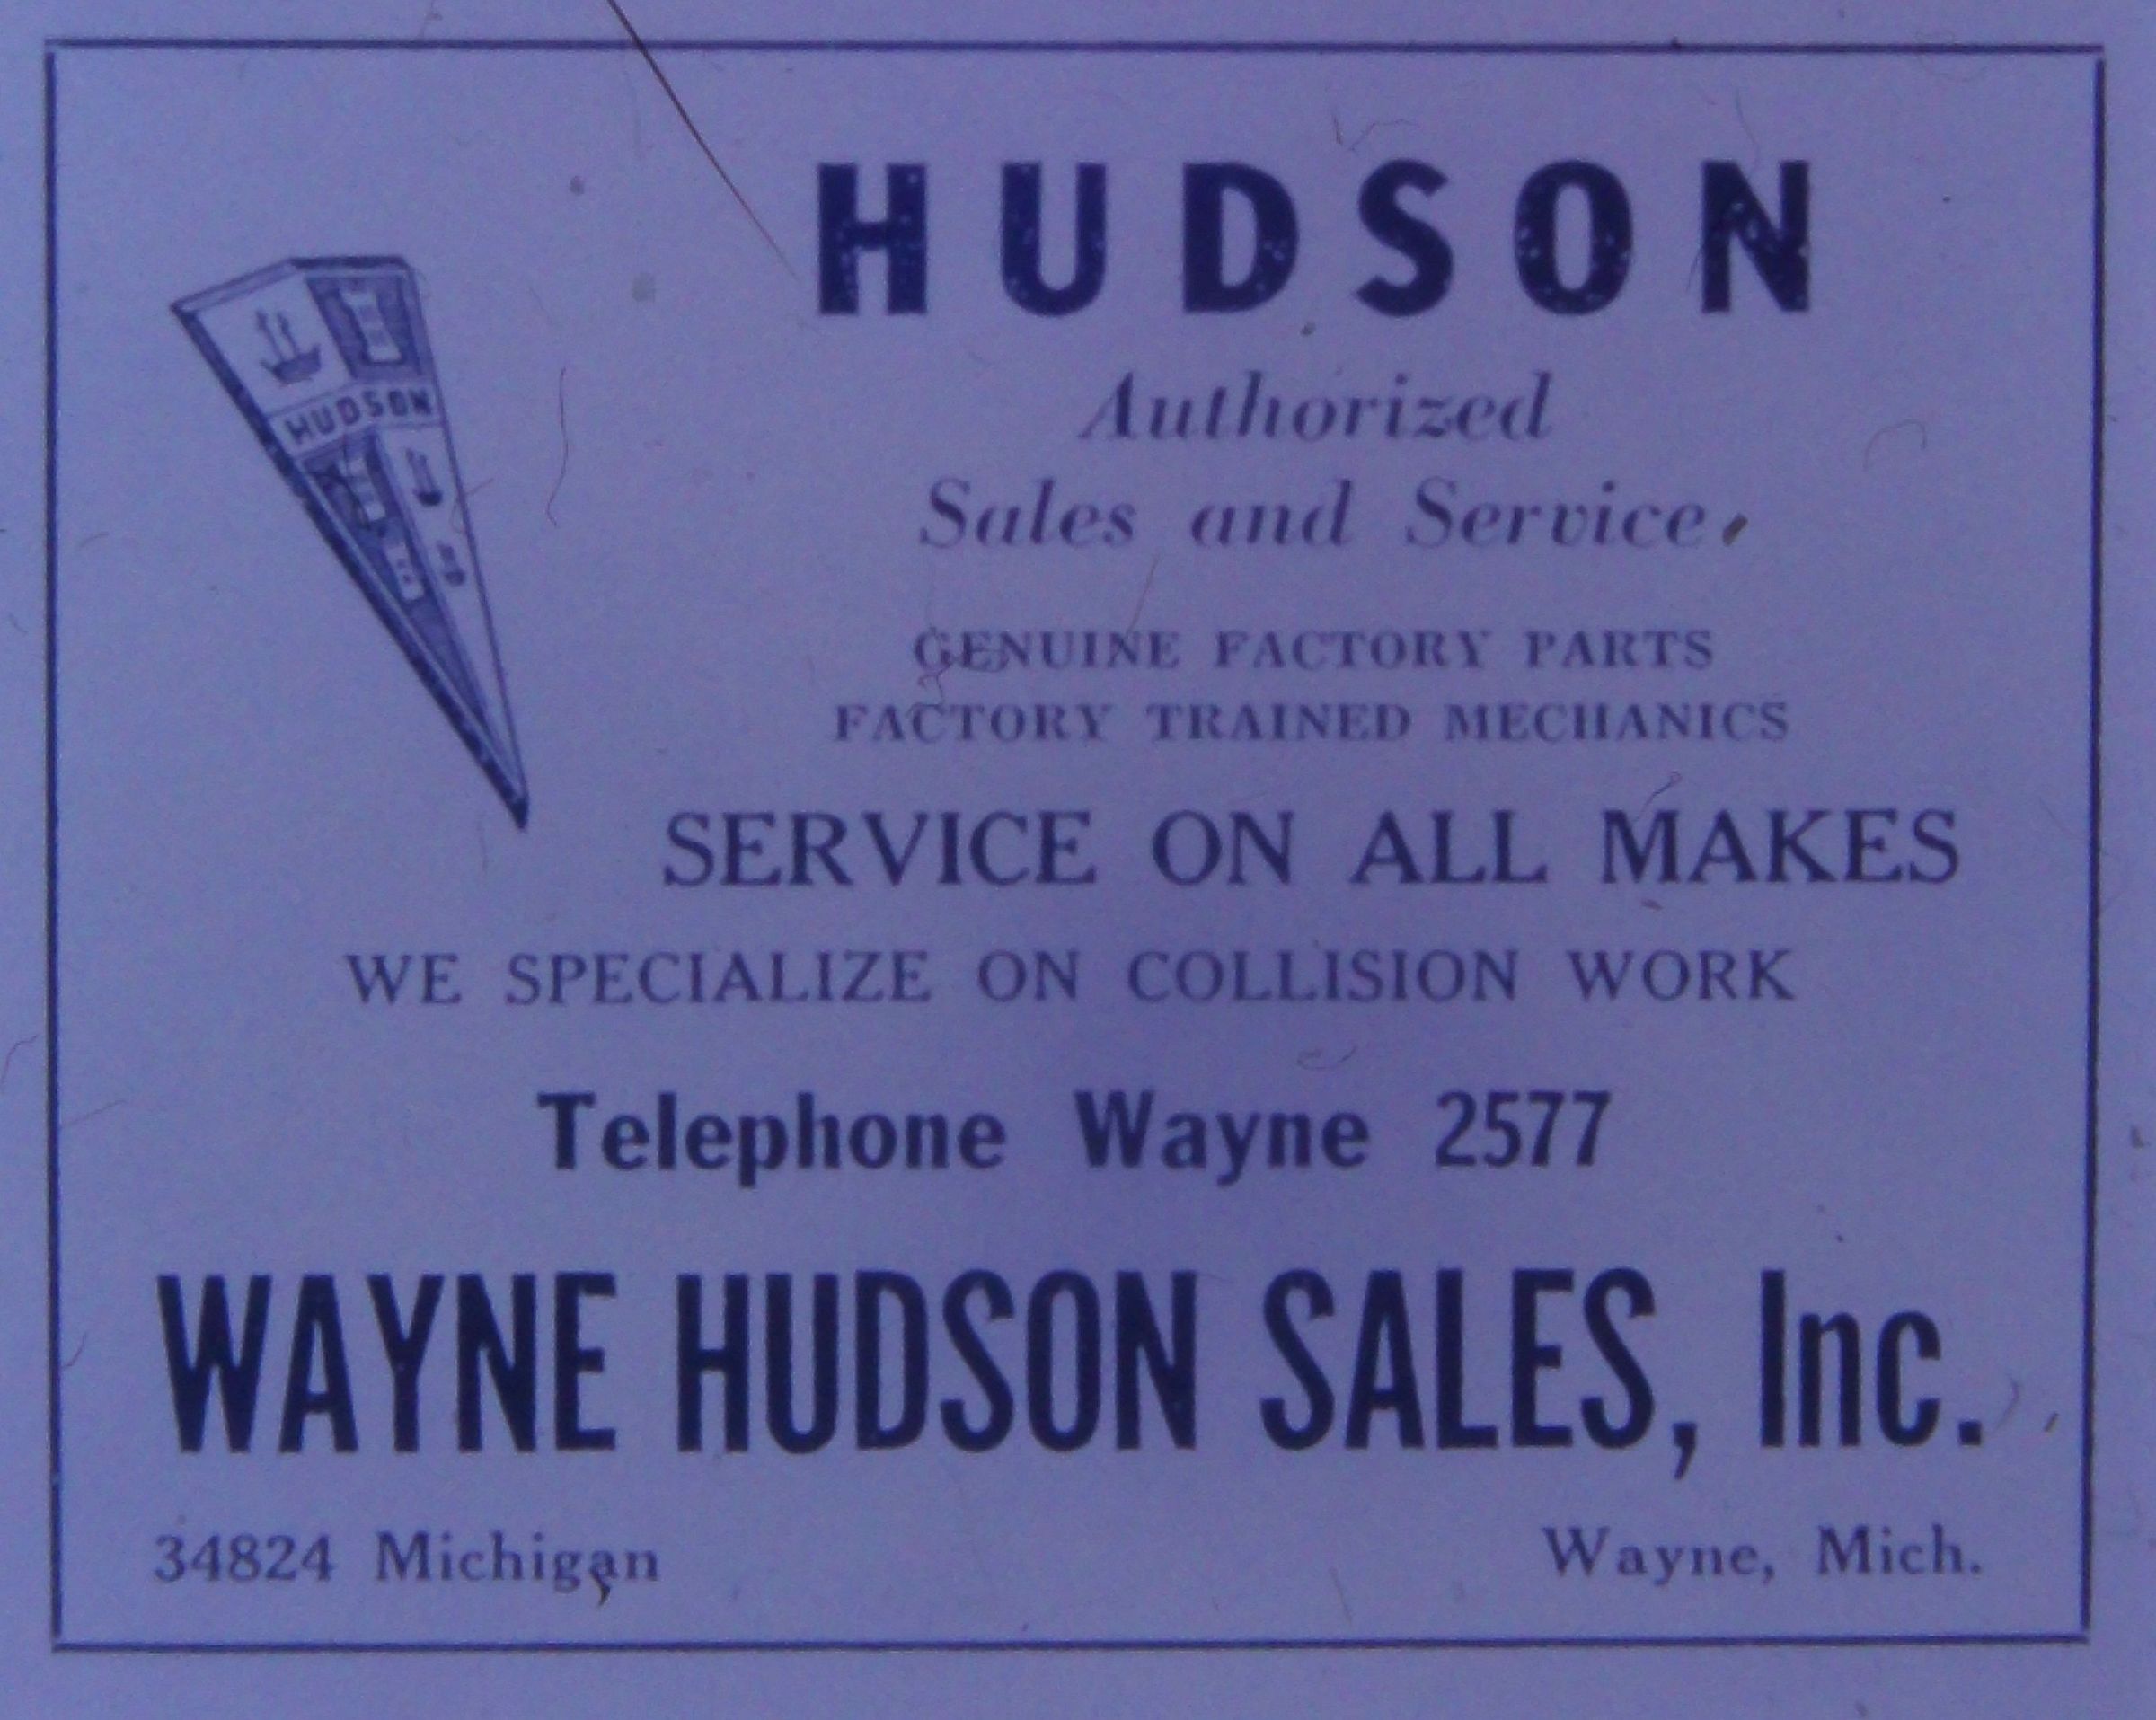 HUDSON
HUDSON
Authorized
Sales and Service
GENUINE FACTORY PARTS
FACTORY TRAINED MECHANICS
SERVICE ON ALL MAKES
WE SPECIALIZE ON COLLISION WORK
Telephone Wayne 2577
WAYNE HUDSON SALES, Inc.
34824 Michigan Wayne, Mich.